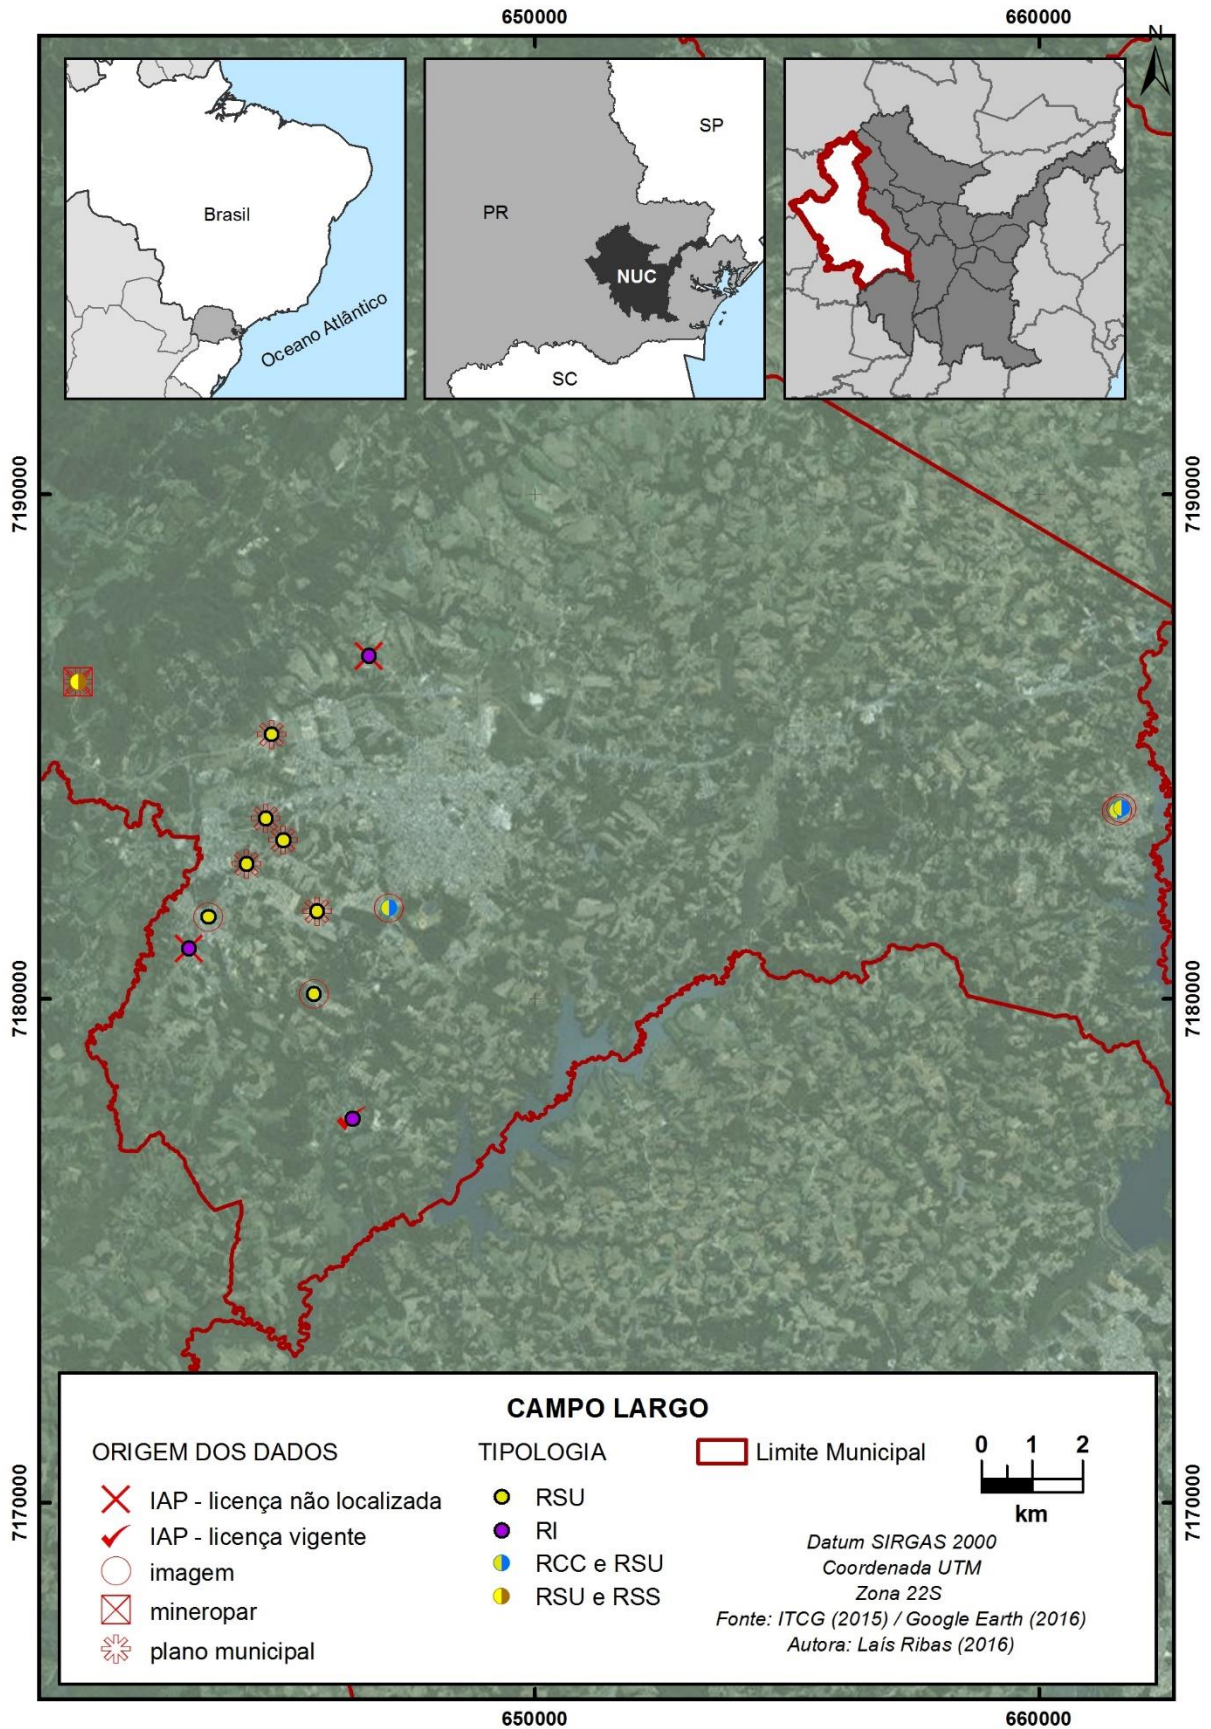 650000
660000
N
Brasil
Oceano Atlântico
SP
PR
NUC
SC
7190000
7190000
7180000
7180000
CAMPO LARGO
ORIGEM DOS DADOS
IAP - licença não localizada
IAP - licença vigente
imagem
mineropar
plano municipal
TIPOLOGIA
RSU
RI
RCC e RSU
RSU e RSS
Limite Municipal
0 1 2
km
Datum SIRGAS 2000
Coordenada UTM
Zona 22S
Fonte: ITCG (2015) / Google Earth (2016)
Autora: Laís Ribas (2016)
7170000
7170000
650000
660000